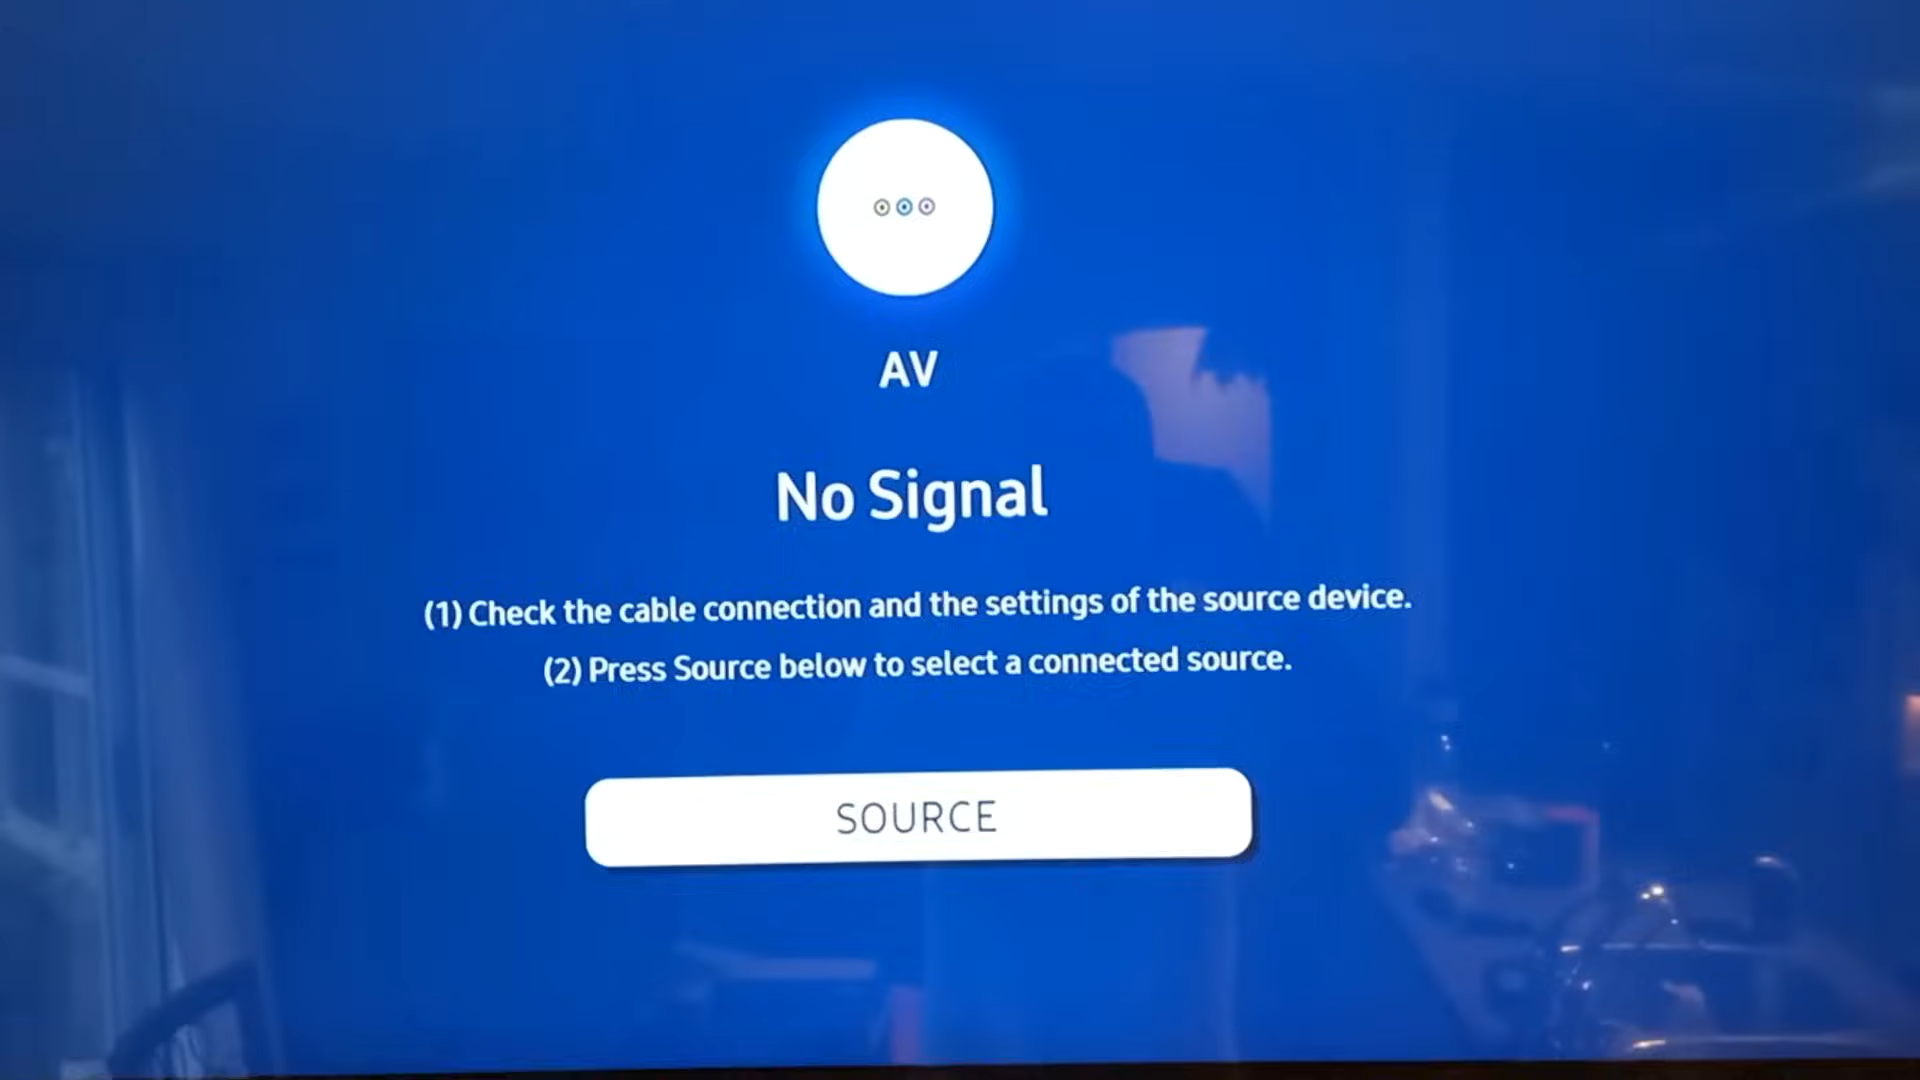 AV
No Signal
(1) Check the cable connection and the settings of the source device.
(2) Press Source below to select a connected source.
SOURCE